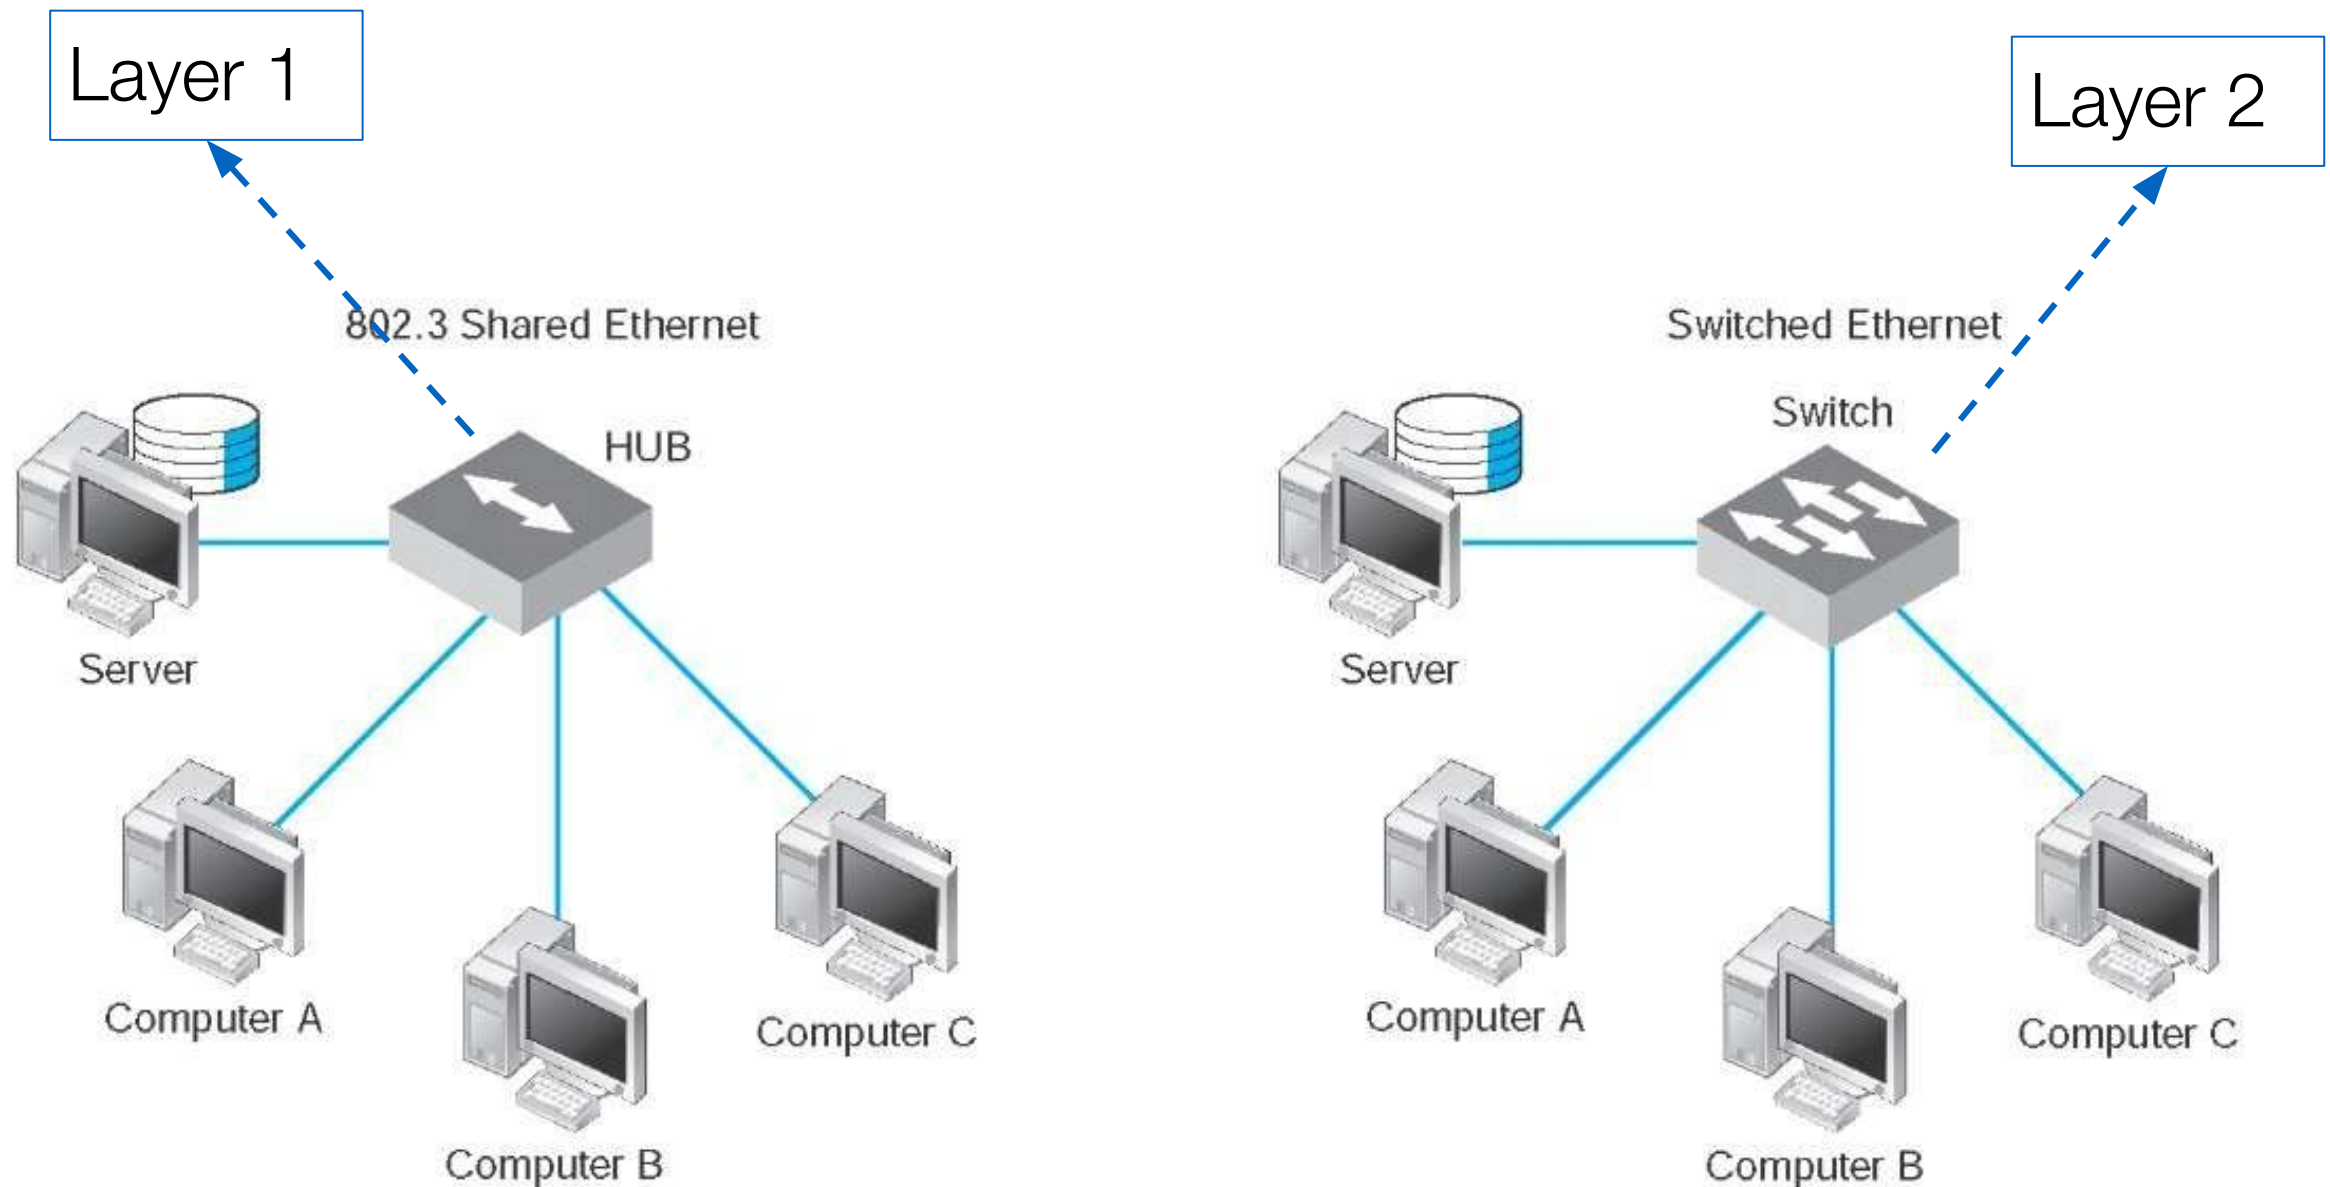 Layer 1
Layer 2
802.3 Shared Ethernet
HUB
Server
Computer A
Computer B
Computer C
Switched Ethernet
Switch
Server
Computer A
Computer B
Computer C